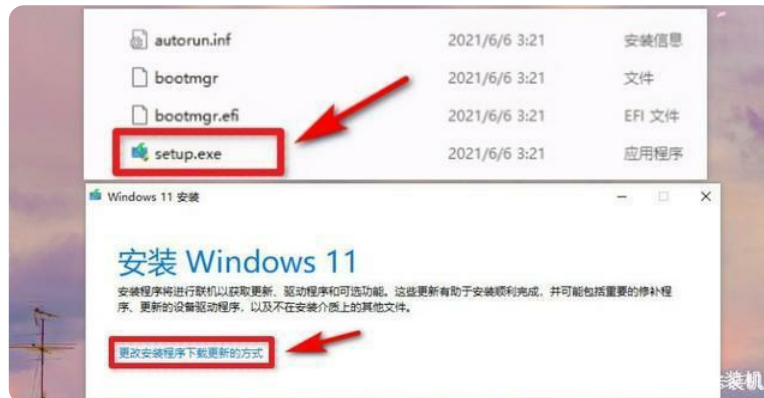 autorun.inf 2021/6/6 3:21 安装信息
bootmgr 2021/6/6 3:21 文件
bootmgr.efi 2021/6/6 3:21 EFI 文件
setup.exe 2021/6/6 3:21 应用程序
Windows 11 安装
安装 Windows 11
安装程序将进行联机以获取更新、驱动程序和可选功能。这些更新有助于安装顺利完成，并可能包括重要的修补程
序、更新的设备驱动程序，以及不在安装介质上的其他文件。
更改安装程序下载更新的方式
装机